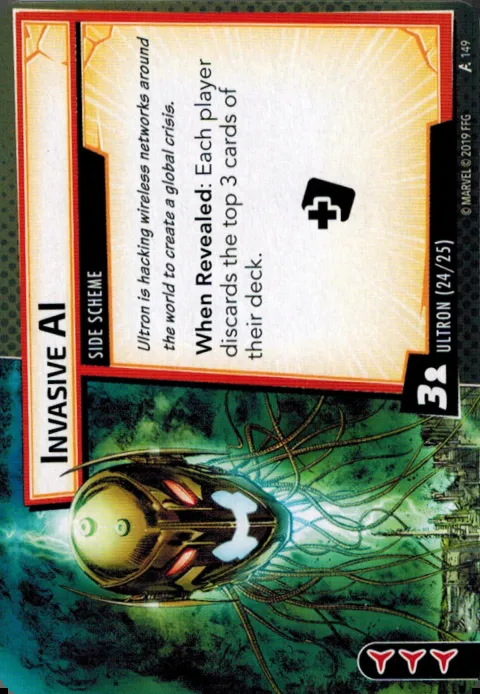 INVASIVE AI
SIDE SCHEME
Ultron is hacking wireless networks around
the world to create a global crisis.
When Revealed: Each player
discards the top 3 cards of
their deck.
3
ULTRON (24/25)
© MARVEL © 2019 FFG
149